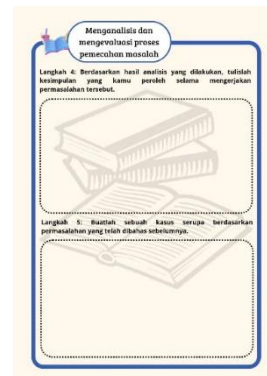 Menganalisis dan
mengevaluasi proses
pemecahan masalah
Langkah 4: Berdasarkan hasil analisis yang dilakukan, tulislah
kesimpulan yang kamu peroleh selama mengerjakan
permasalahan tersebut.
Langkah 5: Buatlah sebuah kasus serupa berdasarkan
permasalahan yang telah dibahas sebelumnya.